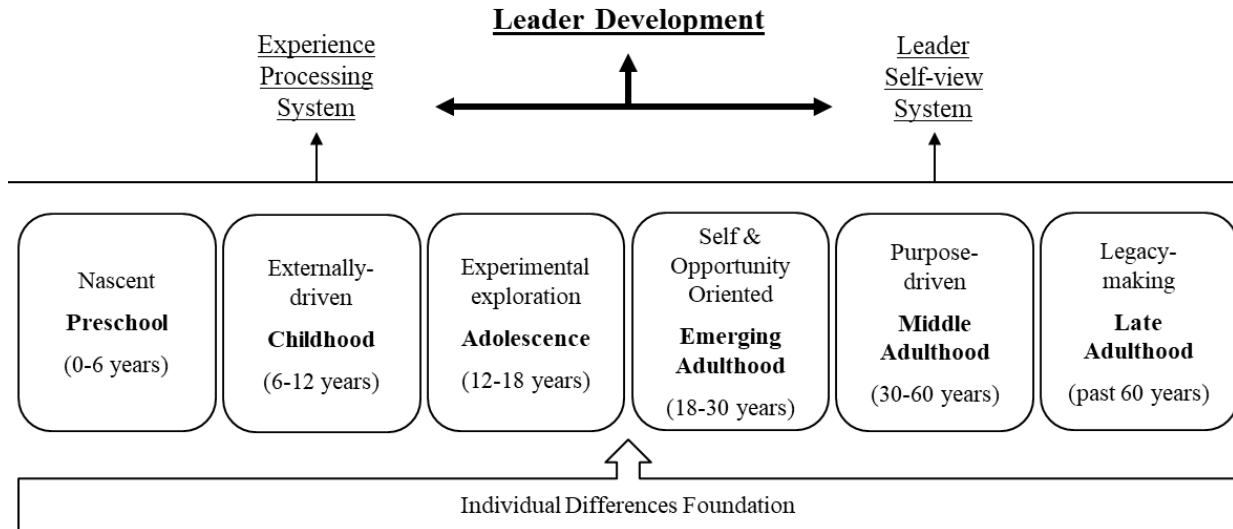 Leader Development
Experience
Processing
System
Leader
Self-view
System
Nascent
Preschool
(0-6 years)
Externally-
driven
Childhood
(6-12 years)
Experimental
exploration
Adolescence
(12-18 years)
Self &
Opportunity
Oriented
Emerging
Adulthood
(18-30 years)
Purpose-
driven
Middle
Adulthood
(30-60 years)
Legacy-
making
Late
Adulthood
(past 60 years)
Individual Differences Foundation